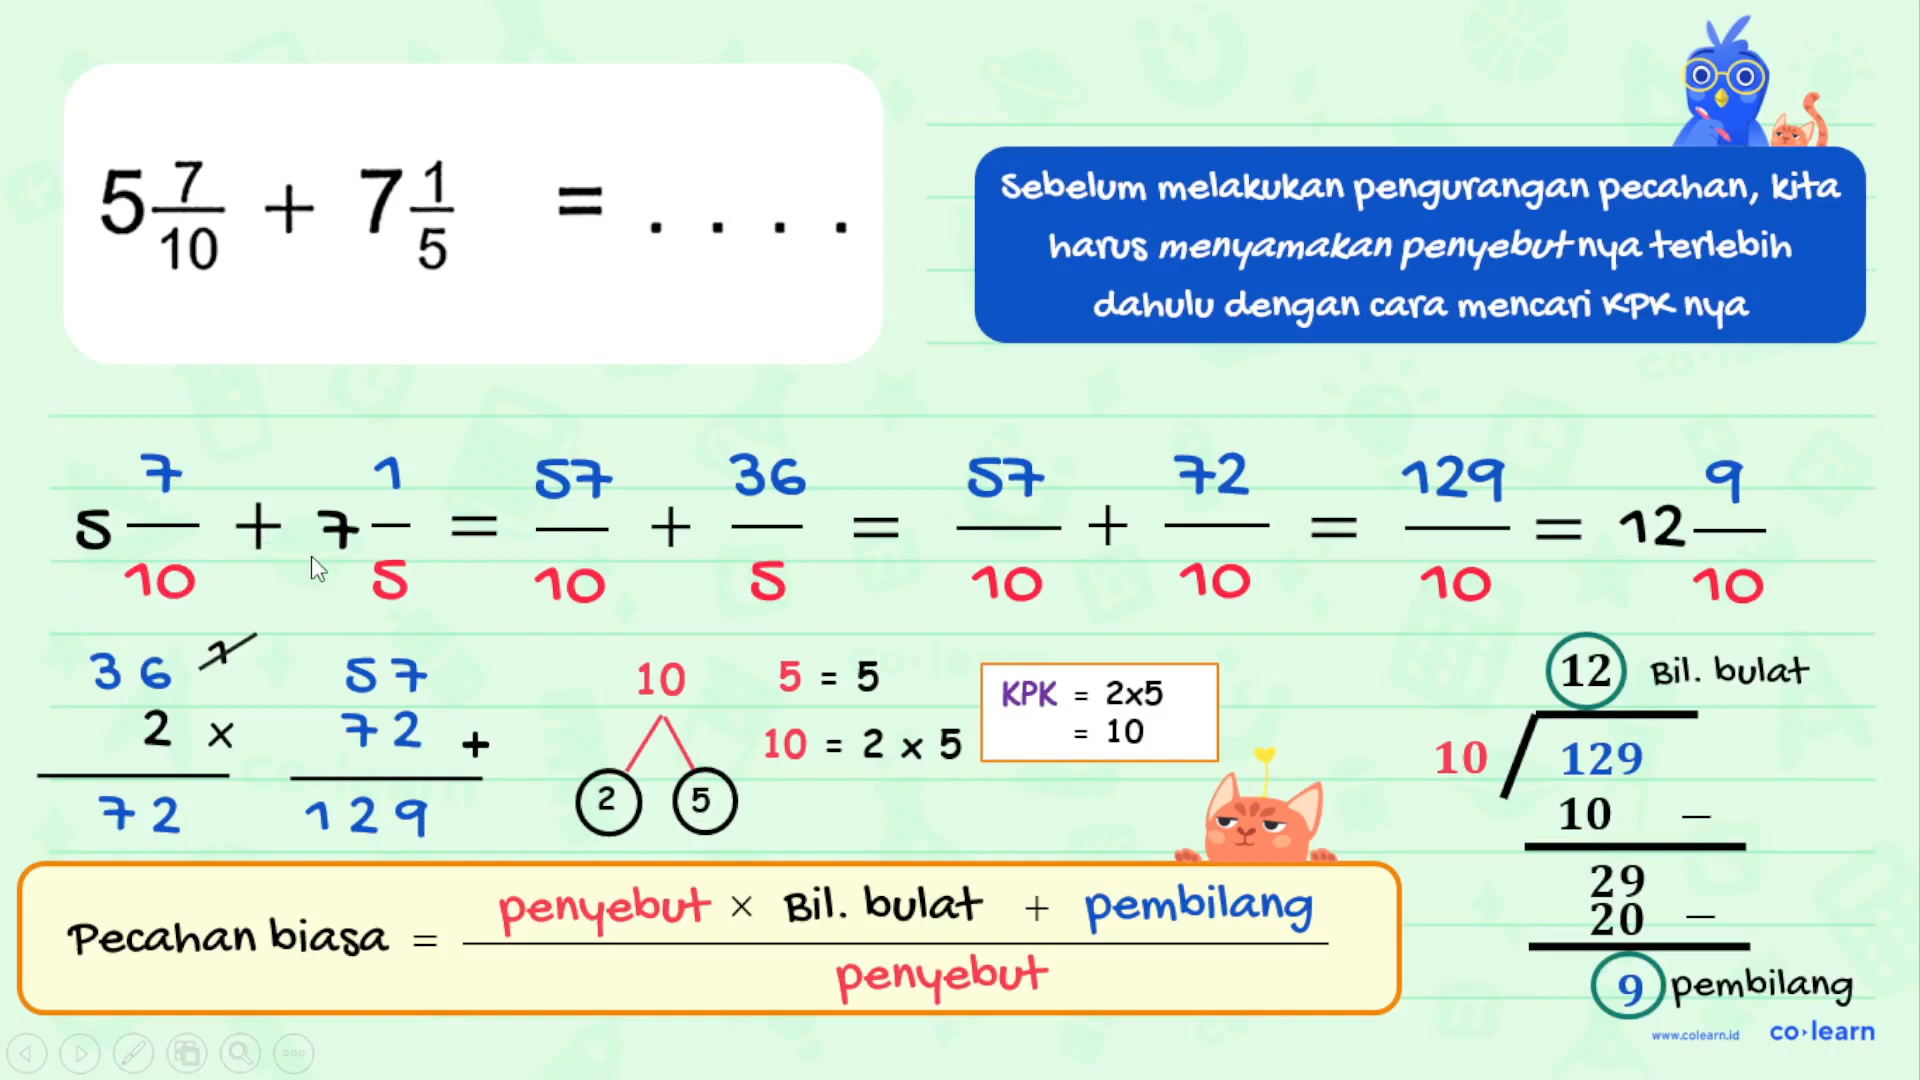 5 7/10 + 7 1/5 = . . . .
Sebelum melakukan pengurangan pecahan, kita
harus menyamakan penyebutnya terlebih
dahulu dengan cara mencari KPK nya
5 7/10 + 7 1/5 = 57/10 + 36/5 = 57/10 + 72/10 = 129/10 = 12 9/10
36 1
2 ×
72
57
72 +
129
10
2 5
5 = 5
10 = 2 x 5
KPK = 2x5
= 10
12 Bil. bulat
10 129
10 −
29
20 −
9 pembilang
Pecahan biasa = penyebut × Bil. bulat + pembilang
penyebut
www.colearn.id co learn